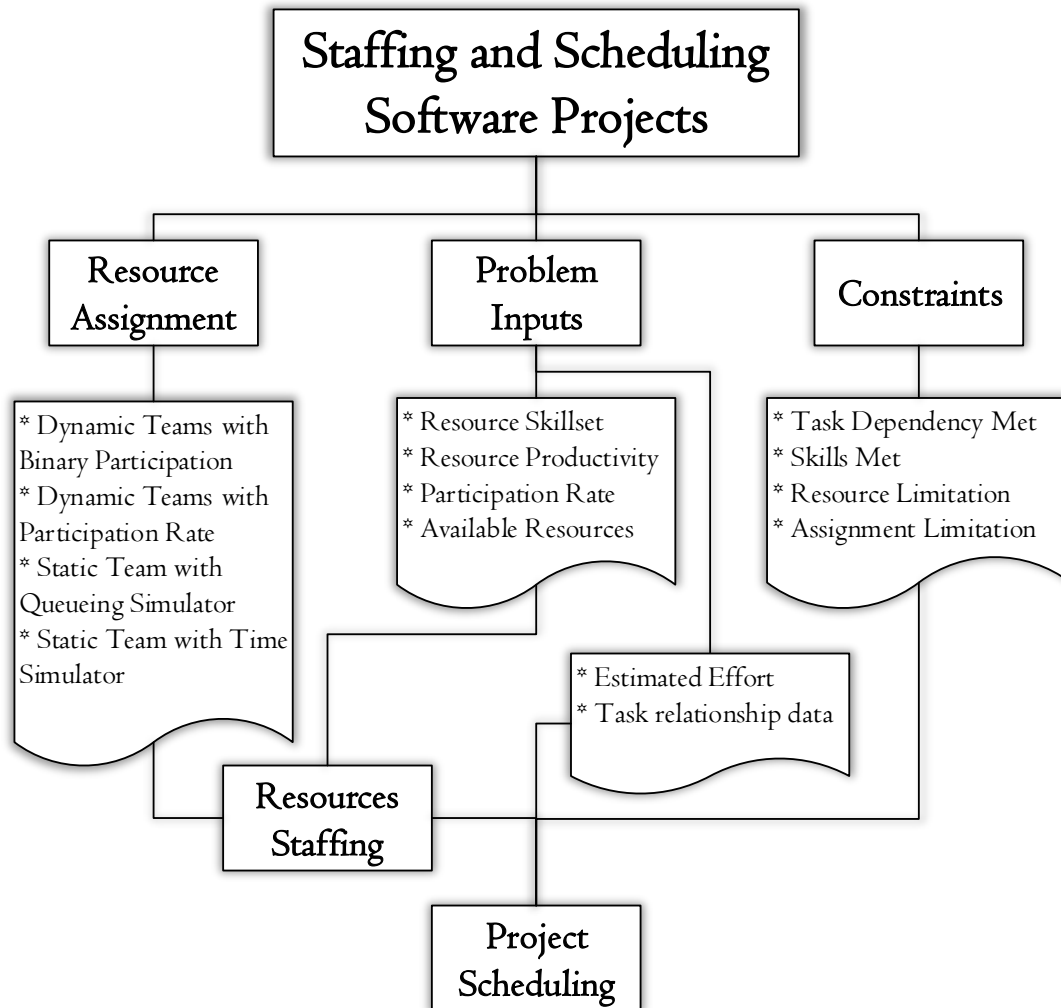 Staffing and Scheduling
Software Projects
Resource
Assignment
Problem
Inputs
Constraints
* Dynamic Teams with
Binary Participation
* Dynamic Teams with
Participation Rate
* Static Team with
Queueing Simulator
* Static Team with Time
Simulator
* Resource Skillset
* Resource Productivity
* Participation Rate
* Available Resources
* Task Dependency Met
* Skills Met
* Resource Limitation
* Assignment Limitation
* Estimated Effort
* Task relationship data
Resources
Staffing
Project
Scheduling